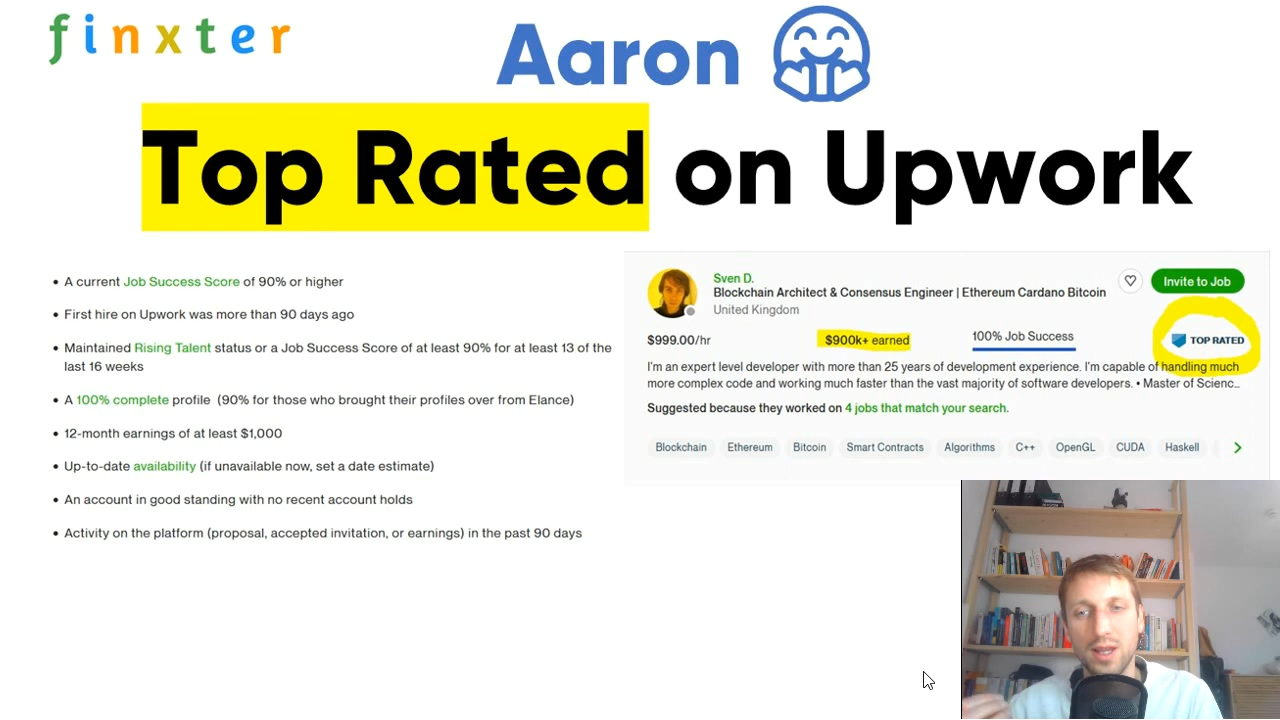 finxter
Aaron
Top Rated on Upwork
• A current Job Success Score of 90% or higher
• First hire on Upwork was more than 90 days ago
• Maintained Rising Talent status or a Job Success Score of at least 90% for at least 13 of the
last 16 weeks
• A 100% complete profile (90% for those who brought their profiles over from Elance)
• 12-month earnings of at least $1,000
• Up-to-date availability (if unavailable now, set a date estimate)
• An account in good standing with no recent account holds
• Activity on the platform (proposal, accepted invitation, or earnings) in the past 90 days
Sven D.
Blockchain Architect & Consensus Engineer | Ethereum Cardano Bitcoin
United Kingdom
Invite to Job
$999.00/hr
$900k+ earned
100% Job Success
TOP RATED
I'm an expert level developer with more than 25 years of development experience. I'm capable of handling much
more complex code and working much faster than the vast majority of software developers. • Master of Scienc...
Suggested because they worked on 4 jobs that match your search.
Blockchain Ethereum Bitcoin Smart Contracts Algorithms C++ OpenGL CUDA Haskell